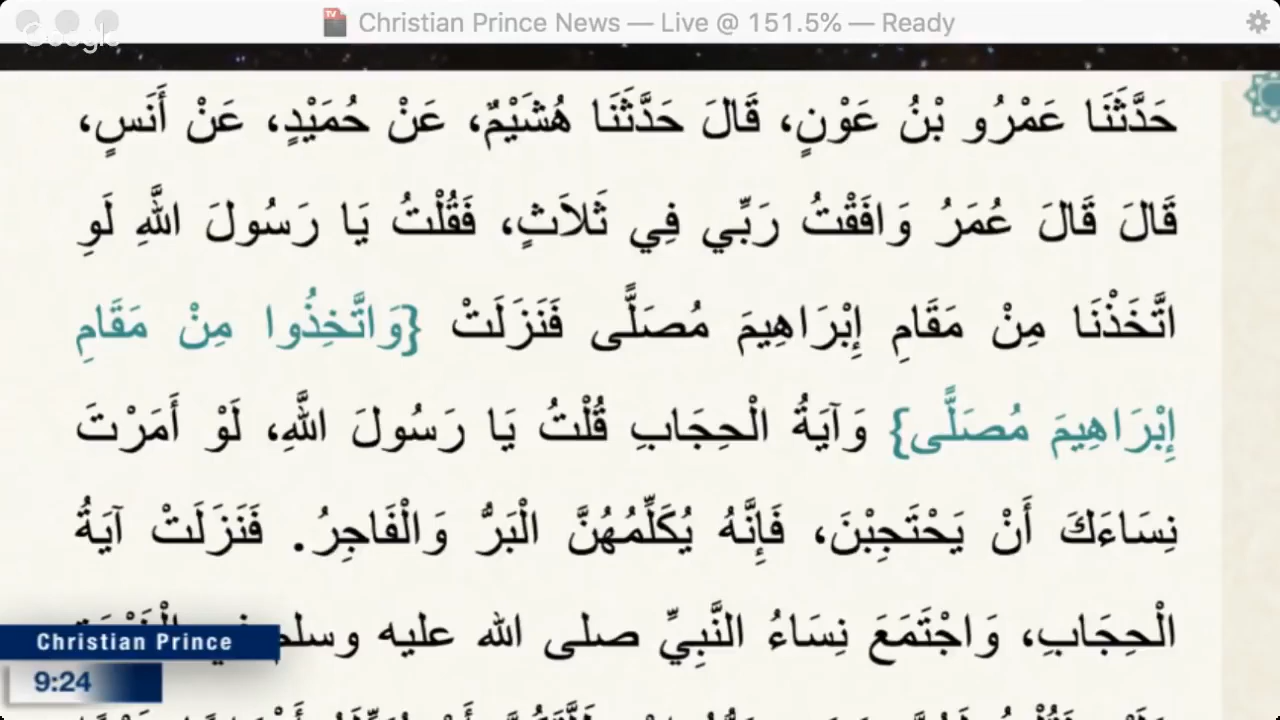 Christian Prince News — Live @ 151.5% — Ready
Google
حَدَّثَنَا عَمْرُو بْنُ عَوْنٍ، قَالَ حَدَّثَنَا هُشَيْمٌ، عَنْ حُمَيْدٍ، عَنْ أَنَسٍ،
قَالَ قَالَ عُمَرُ وَافَقْتُ رَبِّي فِي ثَلاَثٍ، فَقُلْتُ يَا رَسُولَ اللَّهِ لَوِ
اتَّخَذْنَا مِنْ مَقَامِ إِبْرَاهِيمَ مُصَلًّى فَنَزَلَتْ {وَاتَّخِذُوا مِنْ مَقَامِ
إِبْرَاهِيمَ مُصَلًّى} وَآيَةُ الْحِجَابِ قُلْتُ يَا رَسُولَ اللَّهِ، لَوْ أَمَرْتَ
نِسَاءَكَ أَنْ يَحْتَجِبْنَ، فَإِنَّهُ يُكَلِّمُهُنَّ الْبَرُّ وَالْفَاجِرُ. فَنَزَلَتْ آيَةُ
الْحِجَابِ، وَاجْتَمَعَ نِسَاءُ النَّبِيِّ صلى الله عليه وسلم
Christian Prince
9:24